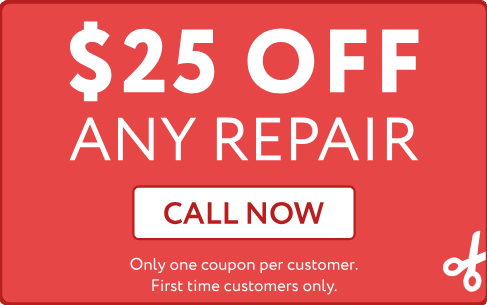 $25 OFF
ANY REPAIR
CALL NOW
Only one coupon per customer.
First time customers only.